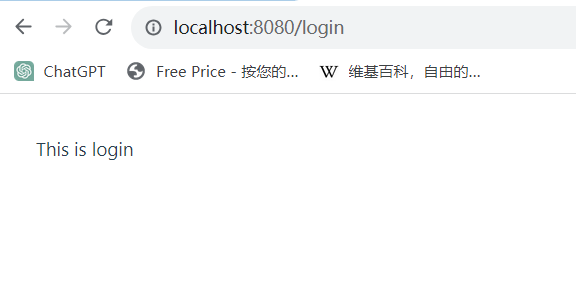 localhost:8080/login
ChatGPT Free Price - 按您的... W 维基百科，自由的...
This is login